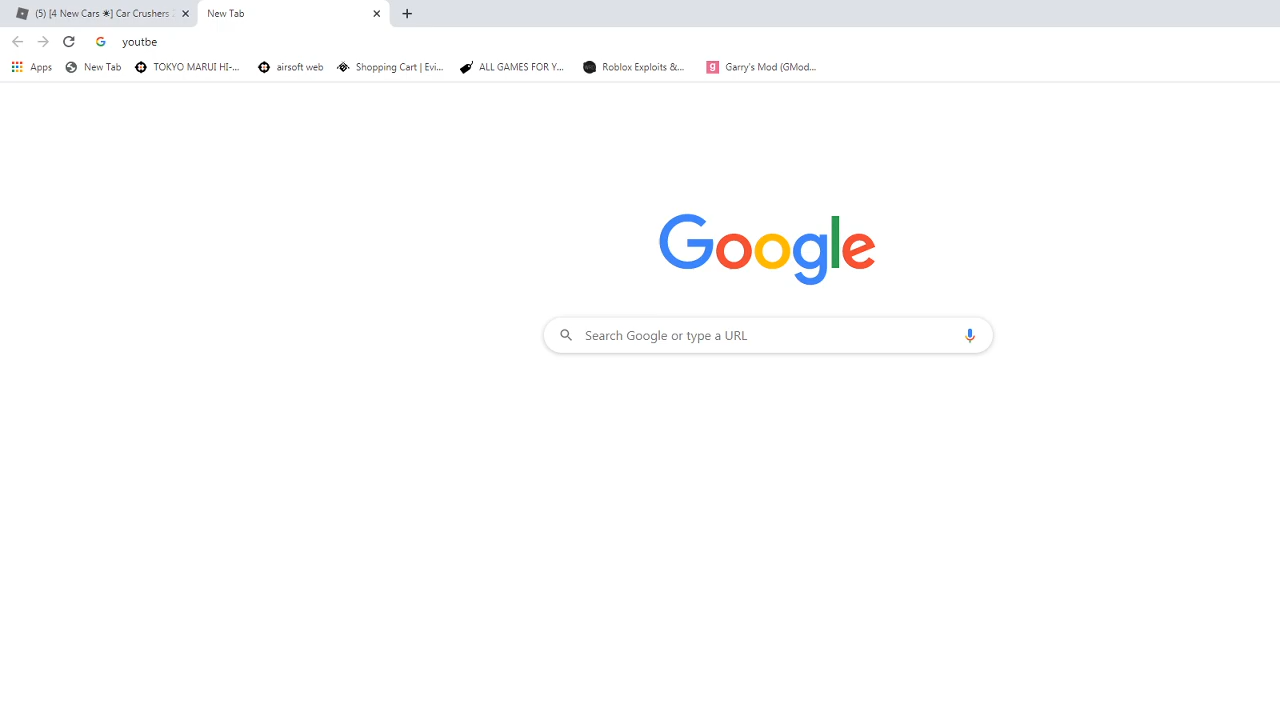 (5) [4 New Cars ☀] Car Crushers 2
New Tab
youtbe
Apps
New Tab
TOKYO MARUI HI-...
airsoft web
Shopping Cart | Evi...
ALL GAMES FOR Y...
Roblox Exploits &...
g
Garry's Mod (GMod...
Google
Search Google or type a URL